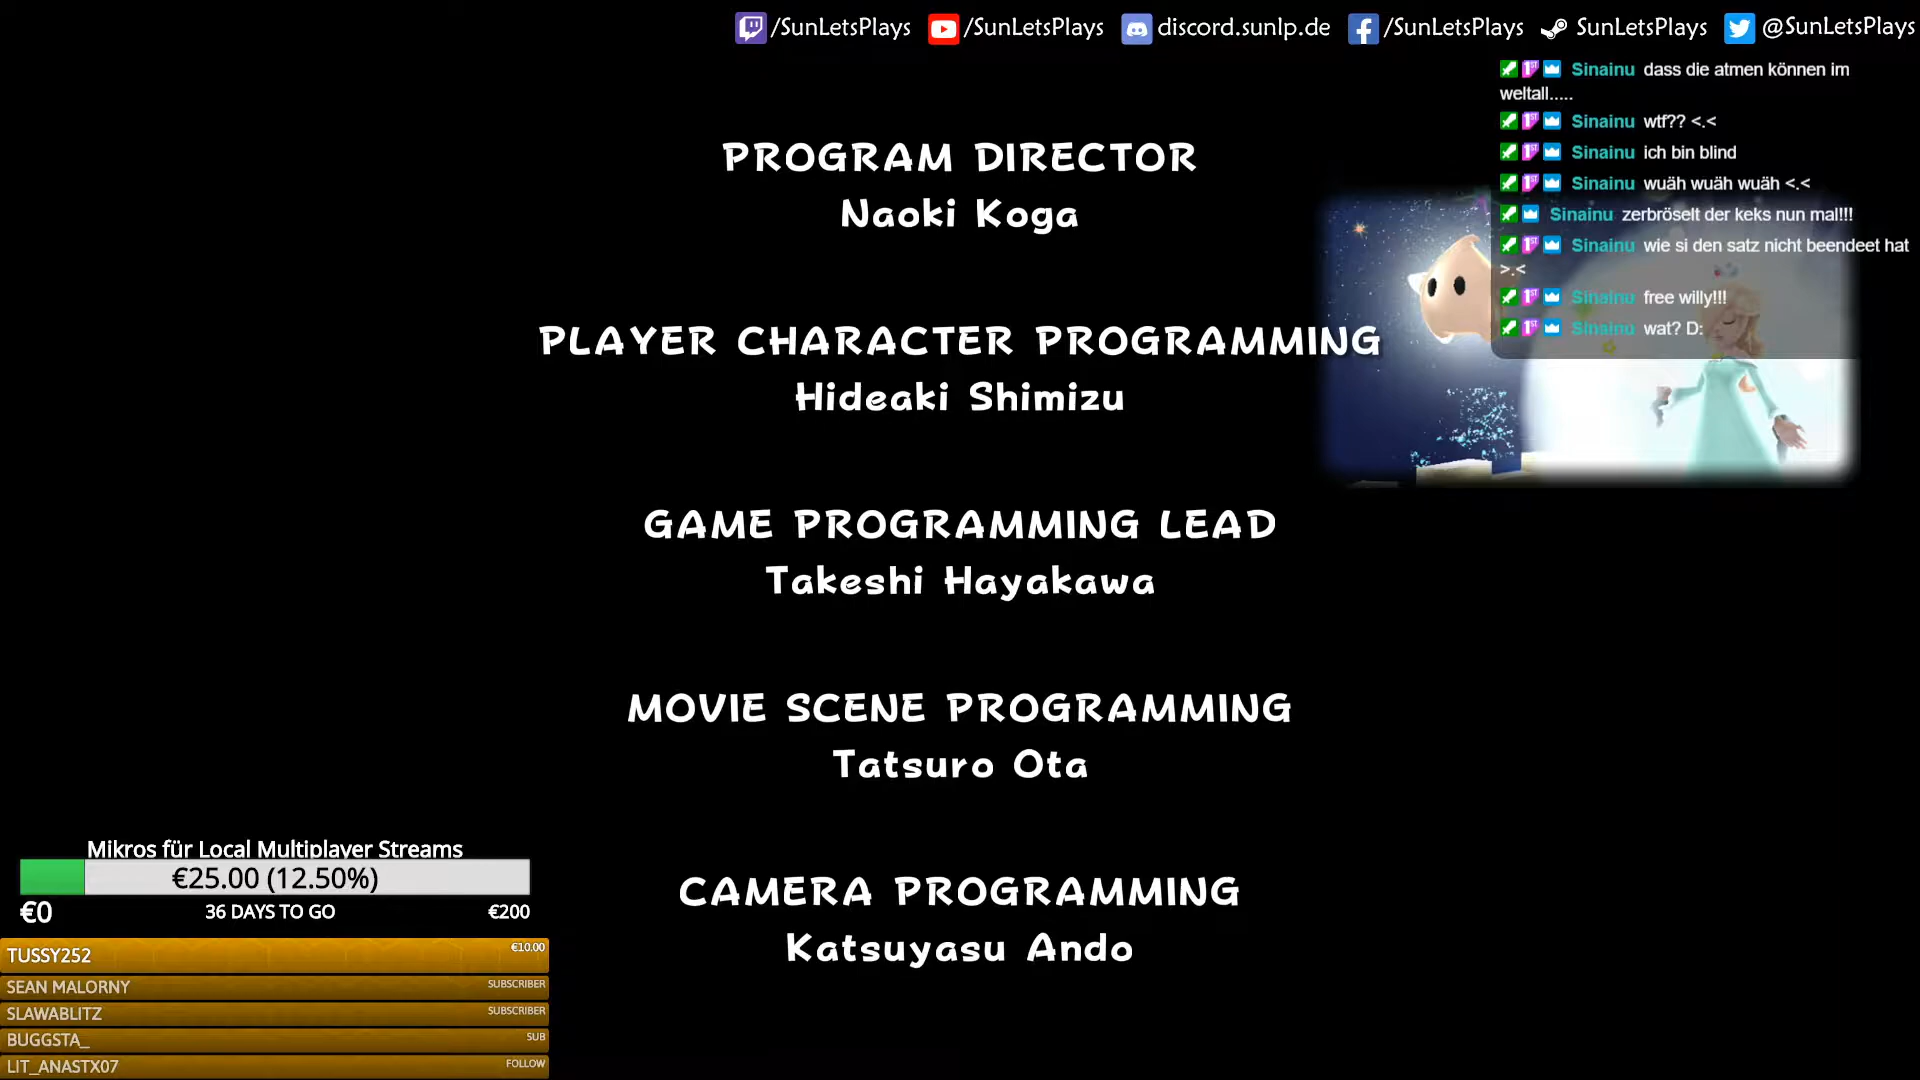 /SunLetsPlays /SunLetsPlays discord.sunlp.de /SunLetsPlays SunLetsPlays @SunLetsPlays
Sinainu dass die atmen können im
weltall.....
Sinainu wtf?? <.<
Sinainu ich bin blind
Sinainu wuäh wuäh wuäh <.<
Sinainu zerbröselt der keks nun mal!!!
Sinainu wie si den satz nicht beendeet hat
>.<
Sinainu free willy!!!
Sinainu wat? D:
PROGRAM DIRECTOR
Naoki Koga
PLAYER CHARACTER PROGRAMMING
Hideaki Shimizu
GAME PROGRAMMING LEAD
Takeshi Hayakawa
MOVIE SCENE PROGRAMMING
Tatsuro Ota
CAMERA PROGRAMMING
Katsuyasu Ando
Mikros für Local Multiplayer Streams
€25.00 (12.50%)
€0 36 DAYS TO GO €200
TUSSY252 €10.00
SEAN MALORNY SUBSCRIBER
SLAWABLITZ SUBSCRIBER
BUGGSTA_ SUB
LIT_ANASTX07 FOLLOW